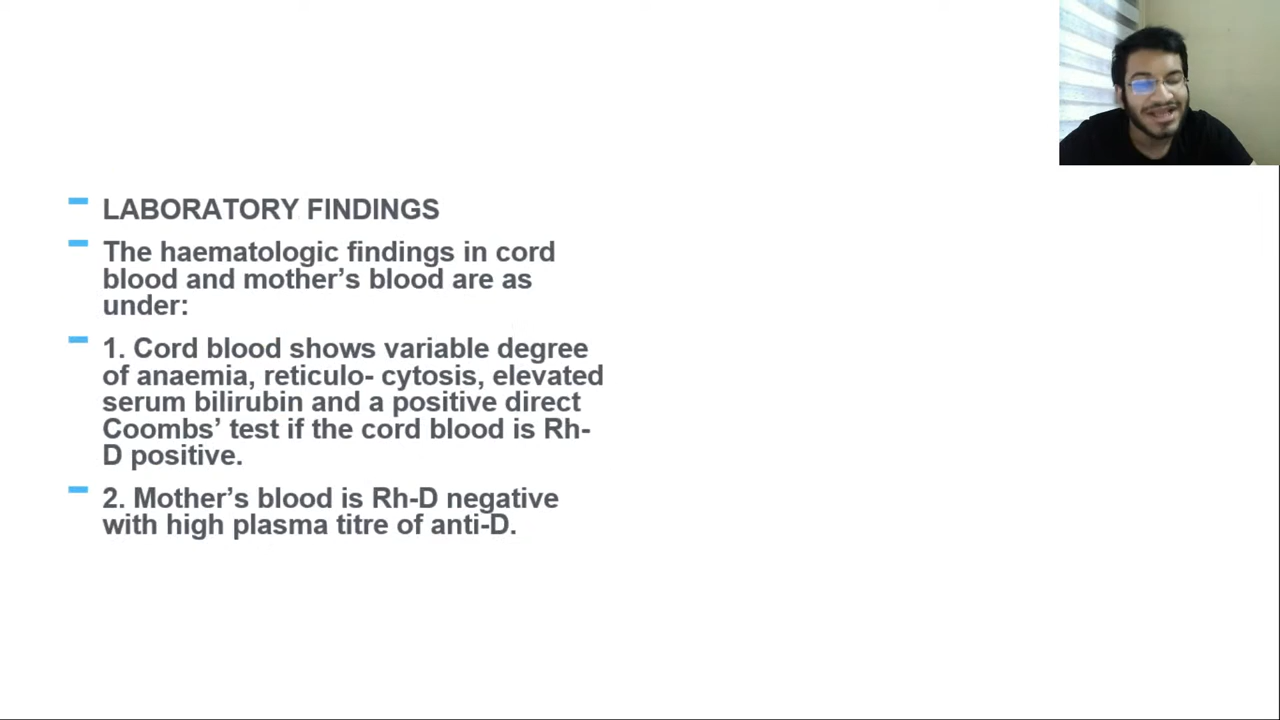 LABORATORY FINDINGS
The haematologic findings in cord
blood and mother’s blood are as
under:
1. Cord blood shows variable degree
of anaemia, reticulo- cytosis, elevated
serum bilirubin and a positive direct
Coombs’ test if the cord blood is Rh-
D positive.
2. Mother’s blood is Rh-D negative
with high plasma titre of anti-D.